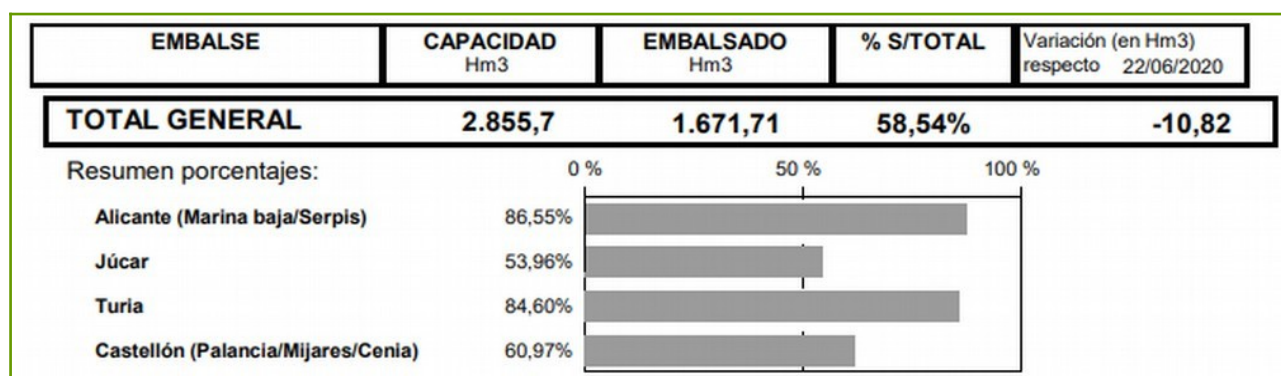 EMBALSE CAPACIDAD EMBALSADO % S/TOTAL Variación (en Hm3)
Hm3 Hm3 respecto 22/06/2020
TOTAL GENERAL 2.855,7 1.671,71 58,54% -10,82
Resumen porcentajes: 0 % 50 % 100 %
Alicante (Marina baja/Serpis) 86,55%
Júcar 53,96%
Turia 84,60%
Castellón (Palancia/Mijares/Cenia) 60,97%